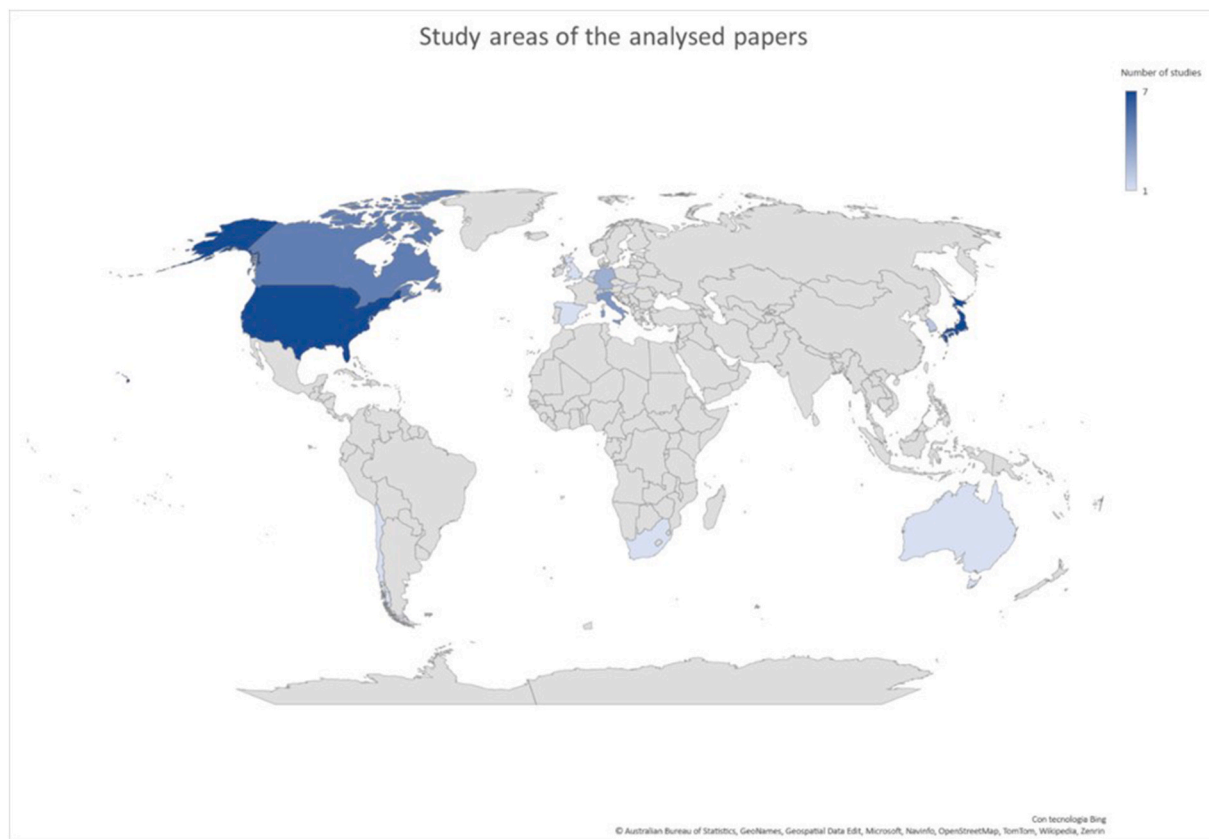 Study areas of the analysed papers
Number of studies
7
1
Con tecnologia Bing
© Australian Bureau of Statistics, GeoNames, Geospatial Data Edit, Microsoft, Navinfo, OpenStreetMap, TomTom, Wikipedia, Zenrin